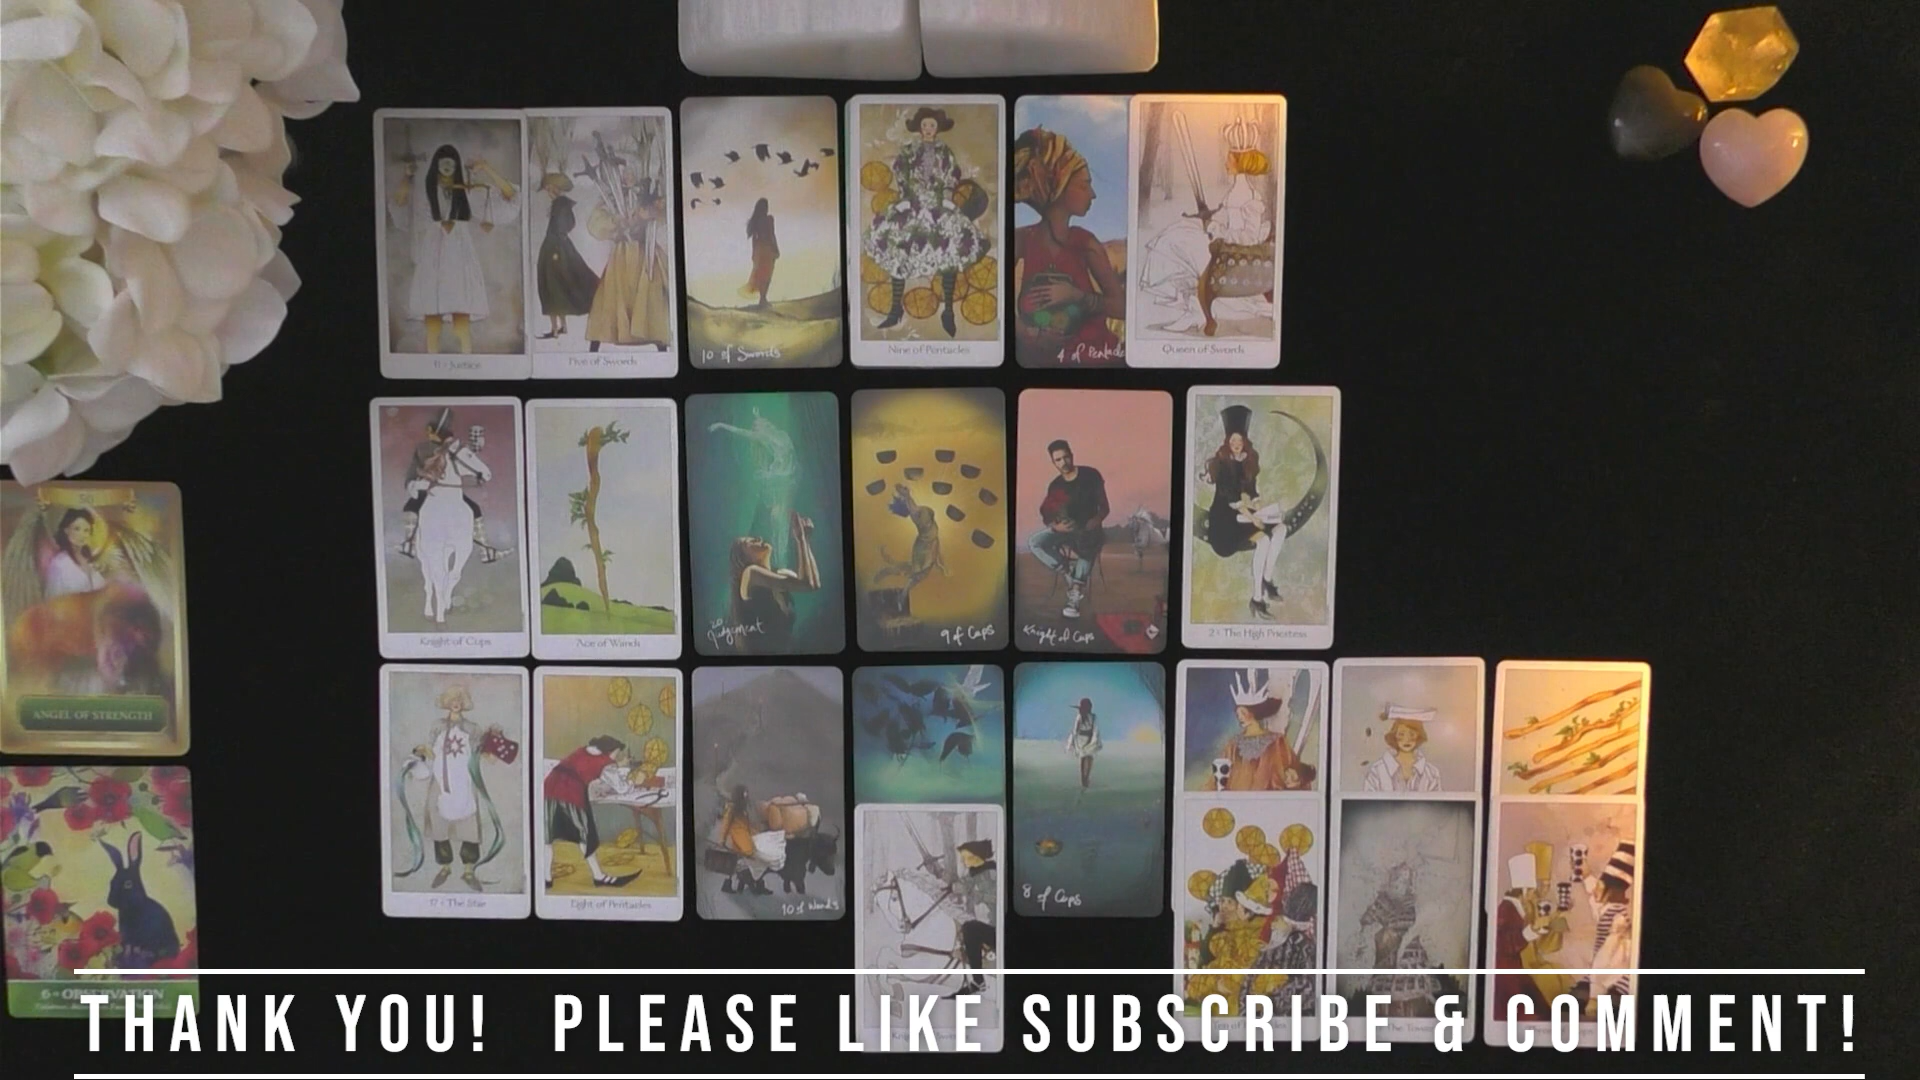 11 - Justice
Five of Swords
10 of Swords
Nine of Pentacles
4 of Pentacle
Queen of Swords
Knight of Cups
Ace of Wands
20
Judgement
9 of Cups
Knight of Cups
2 - The High Priestess
50
ANGEL OF STRENGTH
17 - The Star
Eight of Pentacles
10 of Wands
8 of Cups
6 - OBSERVATION
THANK YOU! PLEASE LIKE SUBSCRIBE & COMMENT!